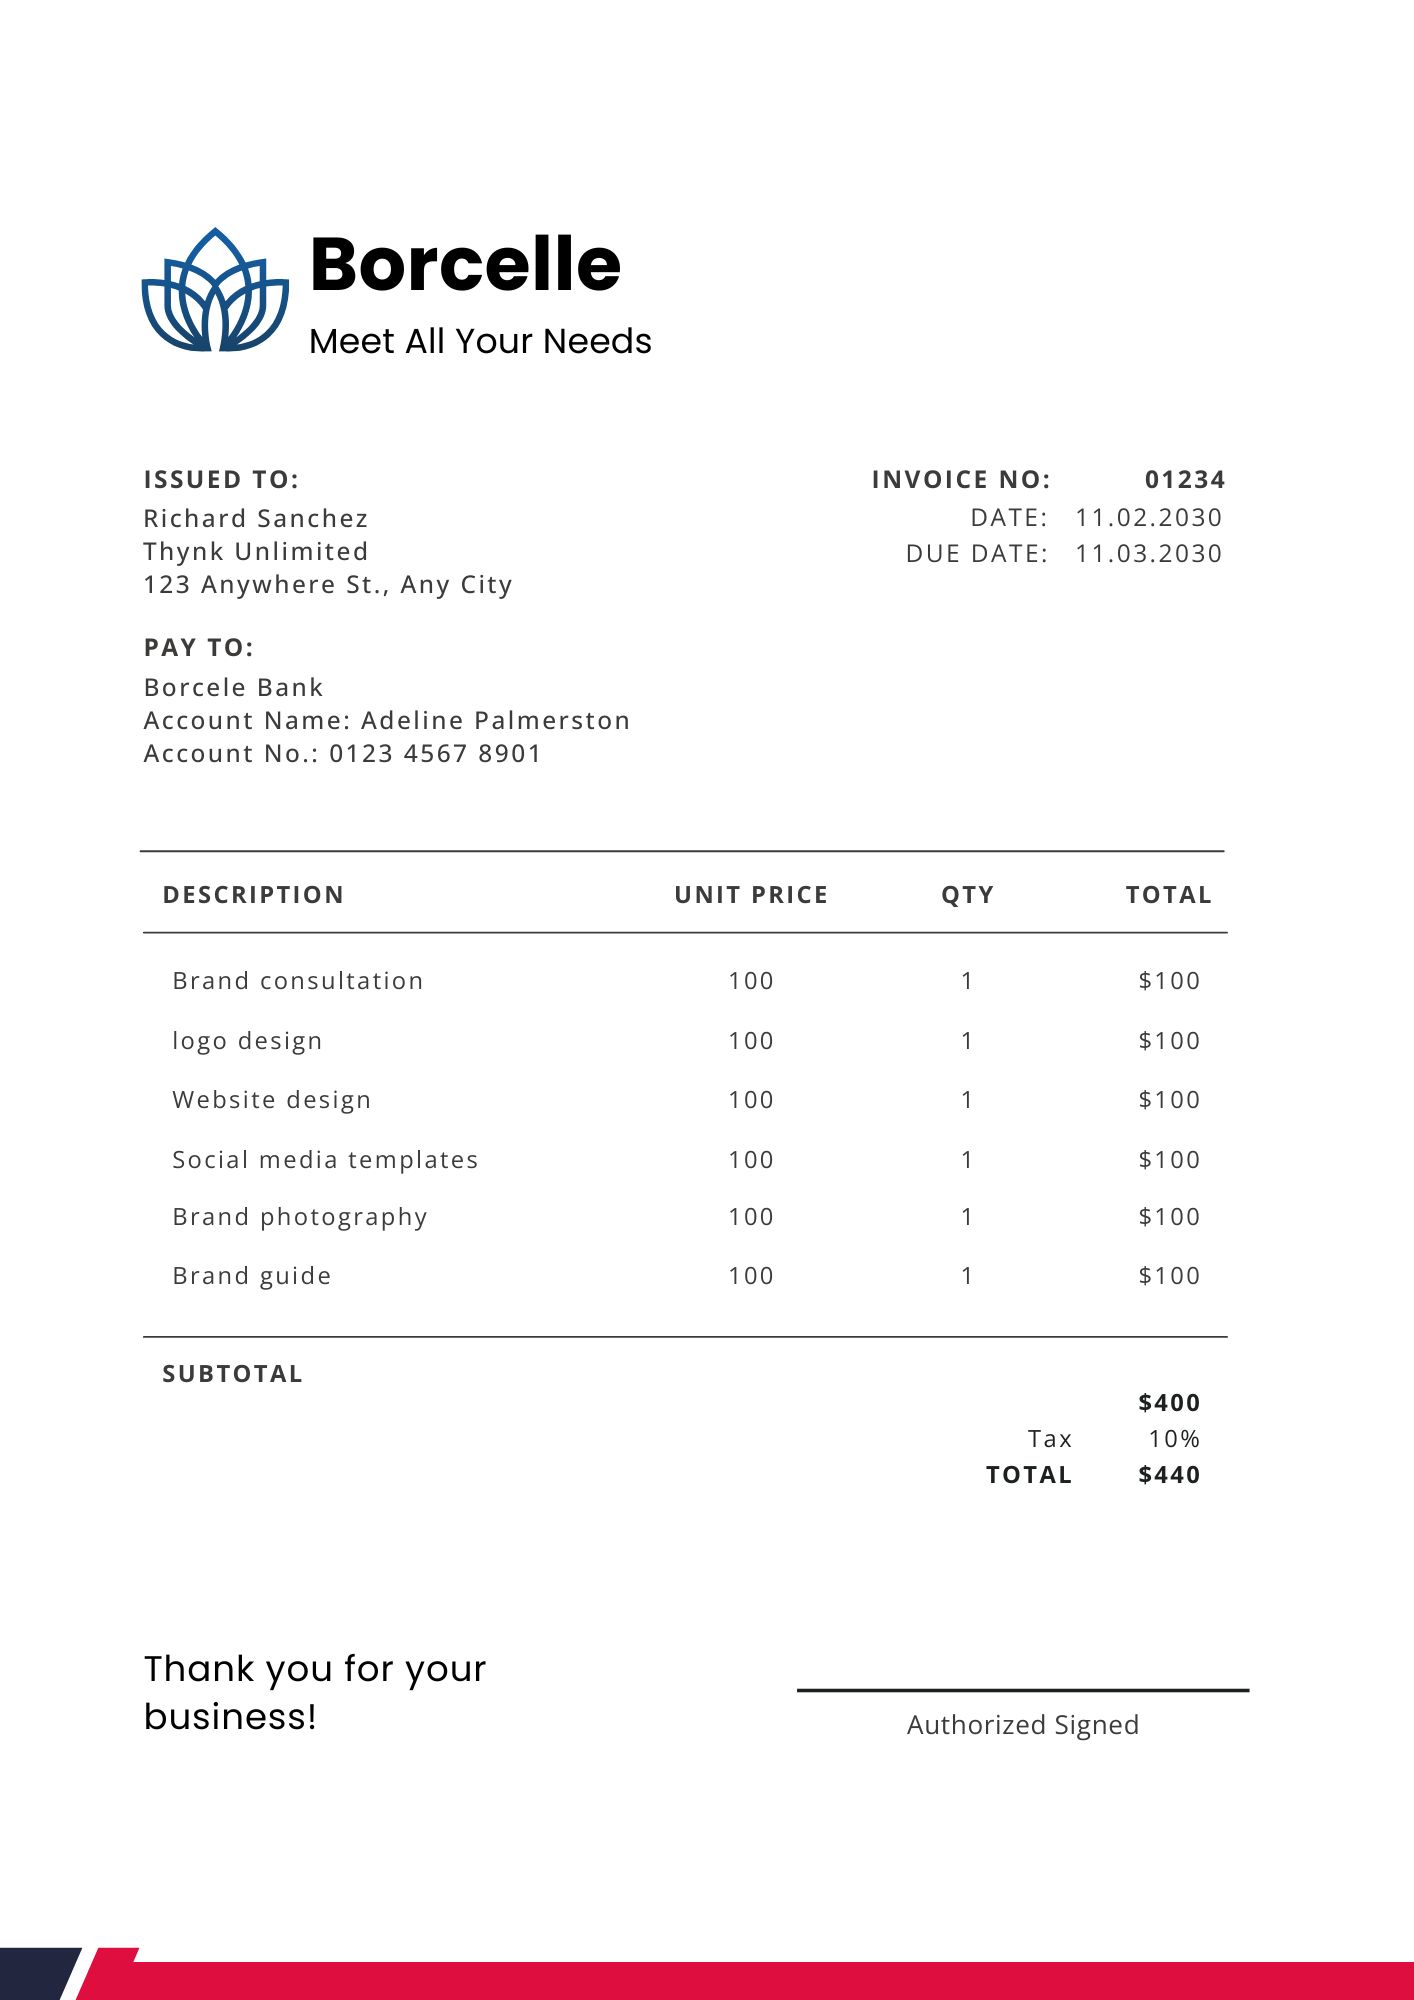 Borcelle
Meet All Your Needs
ISSUED TO:
Richard Sanchez
Thynk Unlimited
123 Anywhere St., Any City
INVOICE NO: 01234
DATE: 11.02.2030
DUE DATE: 11.03.2030
PAY TO:
Borcele Bank
Account Name: Adeline Palmerston
Account No.: 0123 4567 8901
DESCRIPTION UNIT PRICE QTY TOTAL
Brand consultation 100 1 $100
logo design 100 1 $100
Website design 100 1 $100
Social media templates 100 1 $100
Brand photography 100 1 $100
Brand guide 100 1 $100
SUBTOTAL
$400
Tax 10%
TOTAL $440
Thank you for your
business!
Authorized Signed